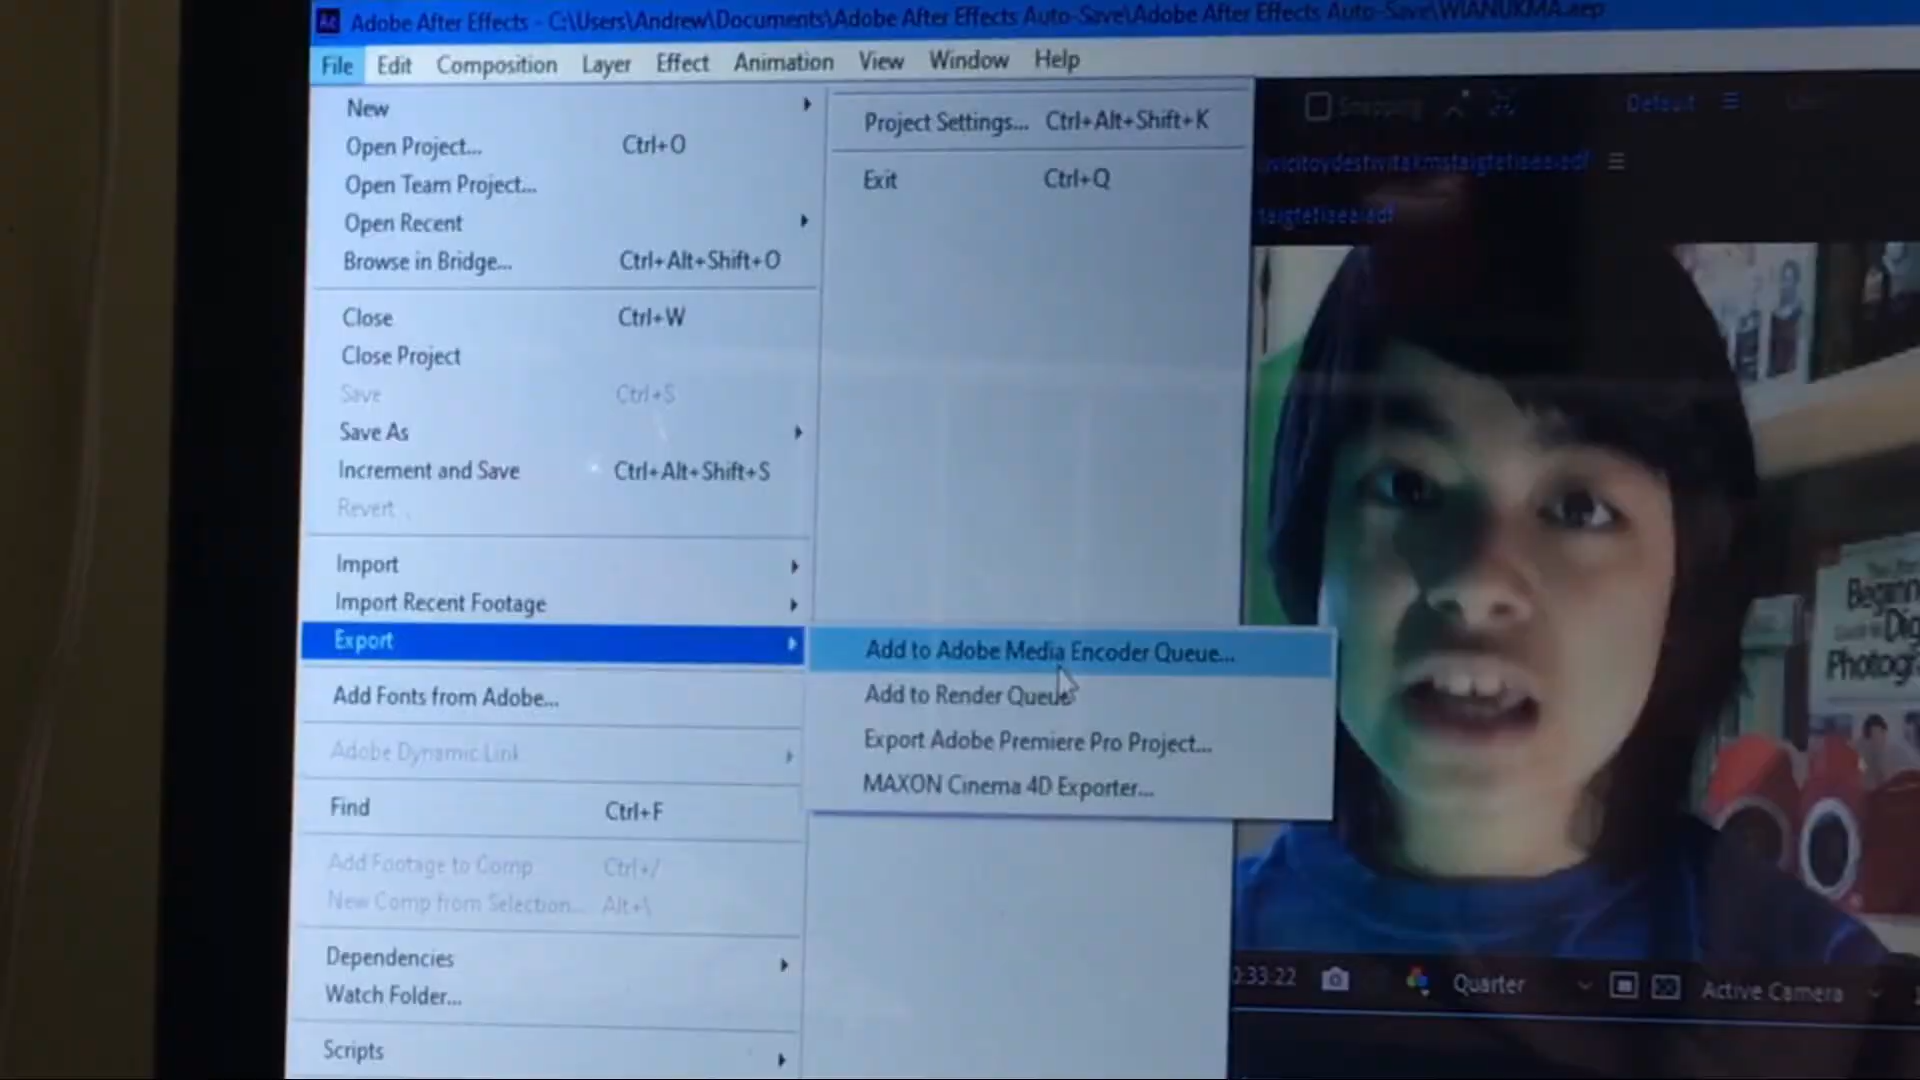 Adobe After Effects - C:\Users\Andrew\Documents\Adobe After Effects Auto-Save\Adobe After Effects Auto-Save\WIANUKMA.aep
File Edit Composition Layer Effect Animation View Window Help
New
Open Project... Ctrl+O
Open Team Project...
Open Recent
Browse in Bridge... Ctrl+Alt+Shift+O
Close Ctrl+W
Close Project
Save Ctrl+S
Save As
Increment and Save Ctrl+Alt+Shift+S
Revert
Import
Import Recent Footage
Export
Add Fonts from Adobe...
Adobe Dynamic Link
Find Ctrl+F
Add Footage to Comp Ctrl+/
New Comp from Selection... Alt+\
Dependencies
Watch Folder...
Scripts
Project Settings... Ctrl+Alt+Shift+K
Exit Ctrl+Q
Add to Adobe Media Encoder Queue...
Add to Render Queue
Export Adobe Premiere Pro Project...
MAXON Cinema 4D Exporter...
Snapping Default
Quarter Active Camera